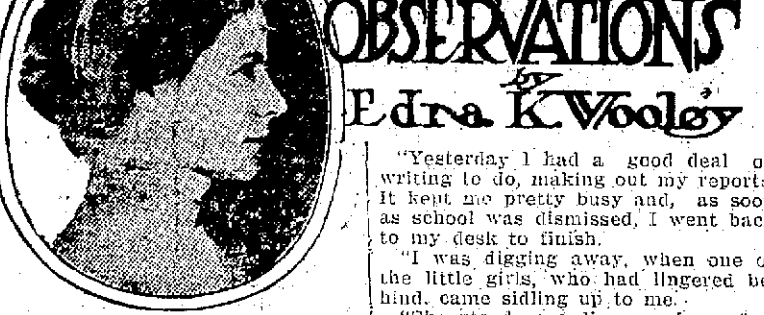 OBSERVATIONS
by
Edna K Wooley
"Yesterday I had a good deal o
writing to do, making out my reports
It kept me pretty busy and, as soo
as school was dismissed, I went bac
to my desk to finish.
"I was digging away, when one o
the little girls, who had lingered be
hind. came sidling up to me.